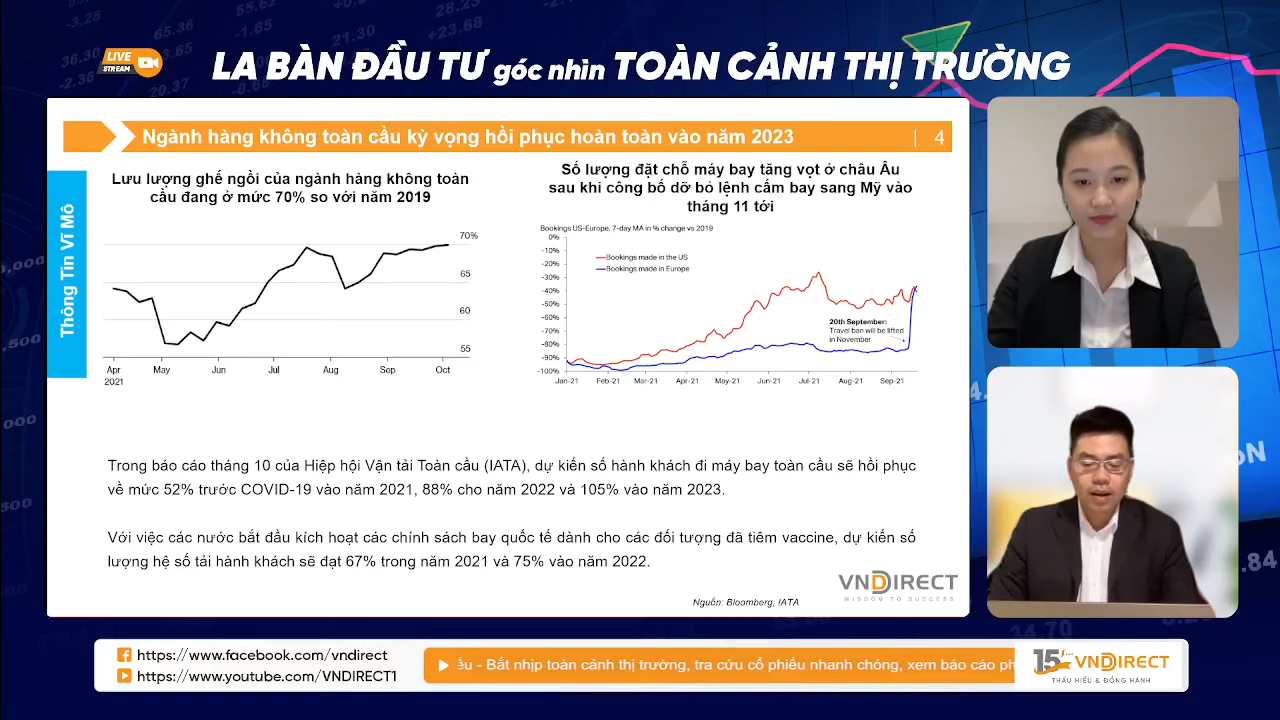 LIVE
STREAM
LA BÀN ĐẦU TƯ góc nhìn TOÀN CẢNH THỊ TRƯỜNG
Ngành hàng không toàn cầu kỳ vọng hồi phục hoàn toàn vào năm 2023 | 4
Thông Tin Vĩ Mô
Lưu lượng ghế ngồi của ngành hàng không toàn
cầu đang ở mức 70% so với năm 2019
70%
65
60
55
Apr May Jun Jul Aug Sep Oct
2021
Số lượng đặt chỗ máy bay tăng vọt ở châu Âu
sau khi công bố dỡ bỏ lệnh cấm bay sang Mỹ vào
tháng 11 tới
Bookings US-Europe. 7-day MA in % change vs 2019
0%
-10%
-20%
-30%
-40%
-50%
-60%
-70%
-80%
-90%
-100%
Bookings made in the US
Bookings made in Europe
20th September:
Travel ban will be lifted
in November
Jan-21 Feb-21 Mar-21 Apr-21 May-21 Jun-21 Jul-21 Aug-21 Sep-21
Trong báo cáo tháng 10 của Hiệp hội Vận tải Toàn cầu (IATA), dự kiến số hành khách đi máy bay toàn cầu sẽ hồi phục
về mức 52% trước COVID-19 vào năm 2021, 88% cho năm 2022 và 105% vào năm 2023.
Với việc các nước bắt đầu kích hoạt các chính sách bay quốc tế dành cho các đối tượng đã tiêm vaccine, dự kiến số
lượng hệ số tải hành khách sẽ đạt 67% trong năm 2021 và 75% vào năm 2022.
VNDIRECT
WISDOM TO SUCCESS
Nguồn: Bloomberg, IATA
https://www.facebook.com/vndirect
https://www.youtube.com/VNDIRECT1
- Bắt nhịp toàn cảnh thị trường, tra cứu cổ phiếu nhanh chóng, xem báo cáo
15 VNDIRECT
THẤU HIỂU & ĐỒNG HÀNH